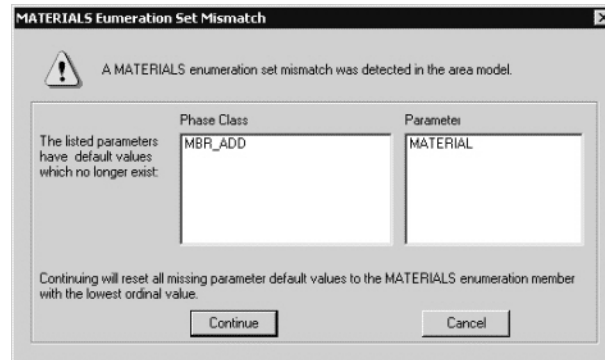 MATERIALS Eumeration Set Mismatch
A MATERIALS enumeration set mismatch was detected in the area model.
Phase Class
Parameter
The listed parameters
have default values
which no longer exist:
MBR_ADD
MATERIAL
Continuing will reset all missing parameter default values to the MATERIALS enumeration member
with the lowest ordinal value.
Continue
Cancel